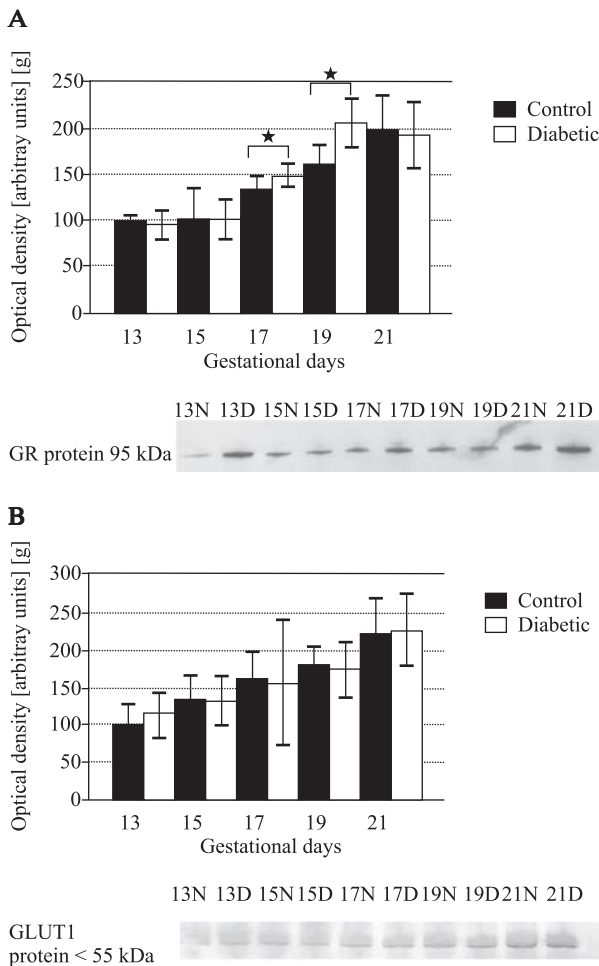 A
Optical density [arbitray units] [g]
250
200
150
100
50
0
13 15 17 19 21
Gestational days
Control
Diabetic
13N 13D 15N 15D 17N 17D 19N 19D 21N 21D
GR protein 95 kDa
B
Optical density [arbitray units] [g]
300
250
200
150
100
50
0
13 15 17 19 21
Gestational days
Control
Diabetic
13N 13D 15N 15D 17N 17D 19N 19D 21N 21D
GLUT1
protein < 55 kDa